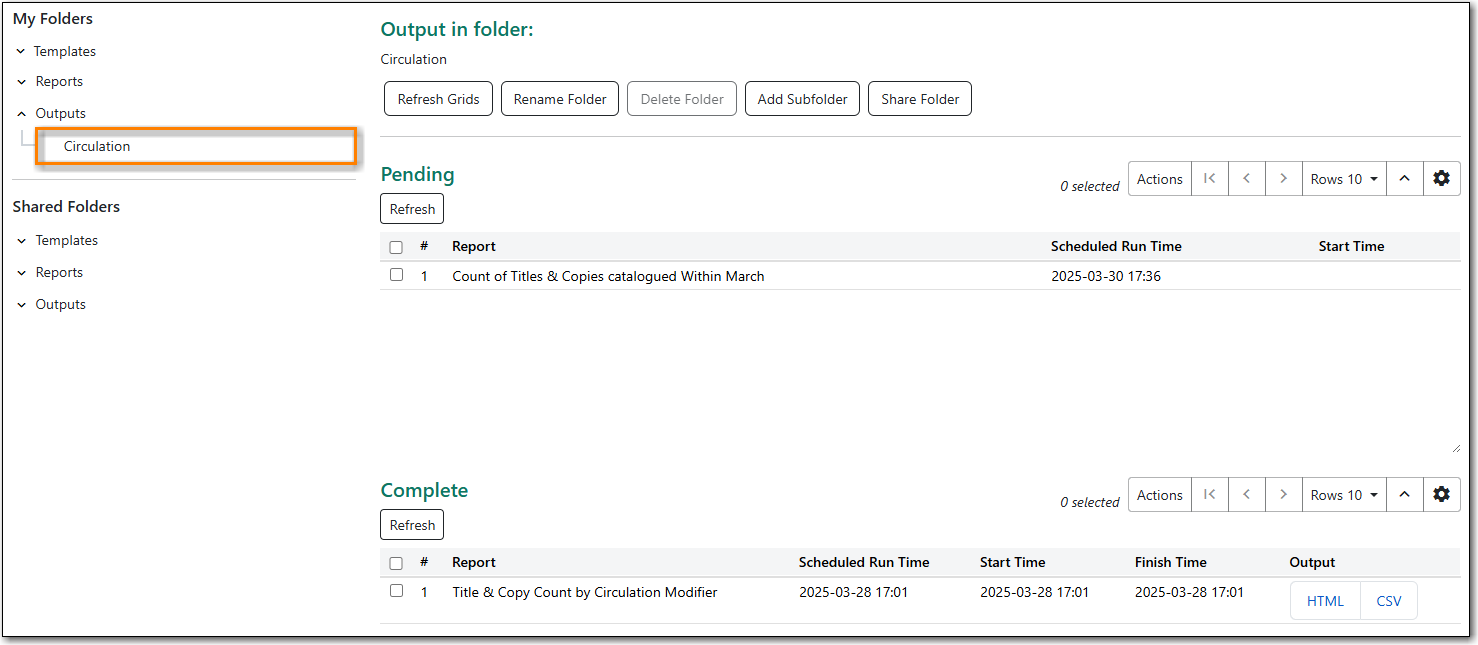 My Folders
Templates
Reports
Outputs
Circulation
Shared Folders
Templates
Reports
Outputs
Output in folder:
Circulation
Refresh Grids Rename Folder Delete Folder Add Subfolder Share Folder
Pending
0 selected Actions Rows 10
Refresh
# Report Scheduled Run Time Start Time
1 Count of Titles & Copies catalogued Within March 2025-03-30 17:36
Complete
0 selected Actions Rows 10
Refresh
# Report Scheduled Run Time Start Time Finish Time Output
1 Title & Copy Count by Circulation Modifier 2025-03-28 17:01 2025-03-28 17:01 2025-03-28 17:01 HTML CSV